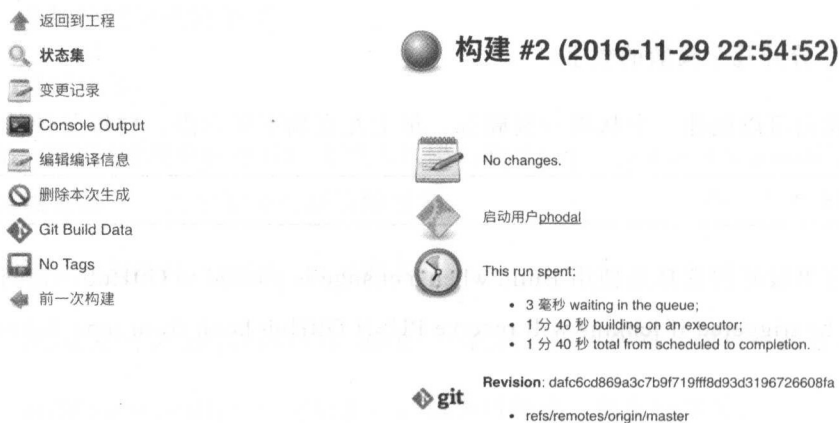 返回到工程
状态集
变更记录
Console Output
编辑编译信息
删除本次生成
Git Build Data
No Tags
前一次构建
构建 #2 (2016-11-29 22:54:52)
No changes.
启动用户phodal
This run spent:
• 3 毫秒 waiting in the queue;
• 1 分 40 秒 building on an executor;
• 1 分 40 秒 total from scheduled to completion.
git
Revision: dafc6cd869a3c7b9f719fff8d93d3196726608fa
• refs/remotes/origin/master